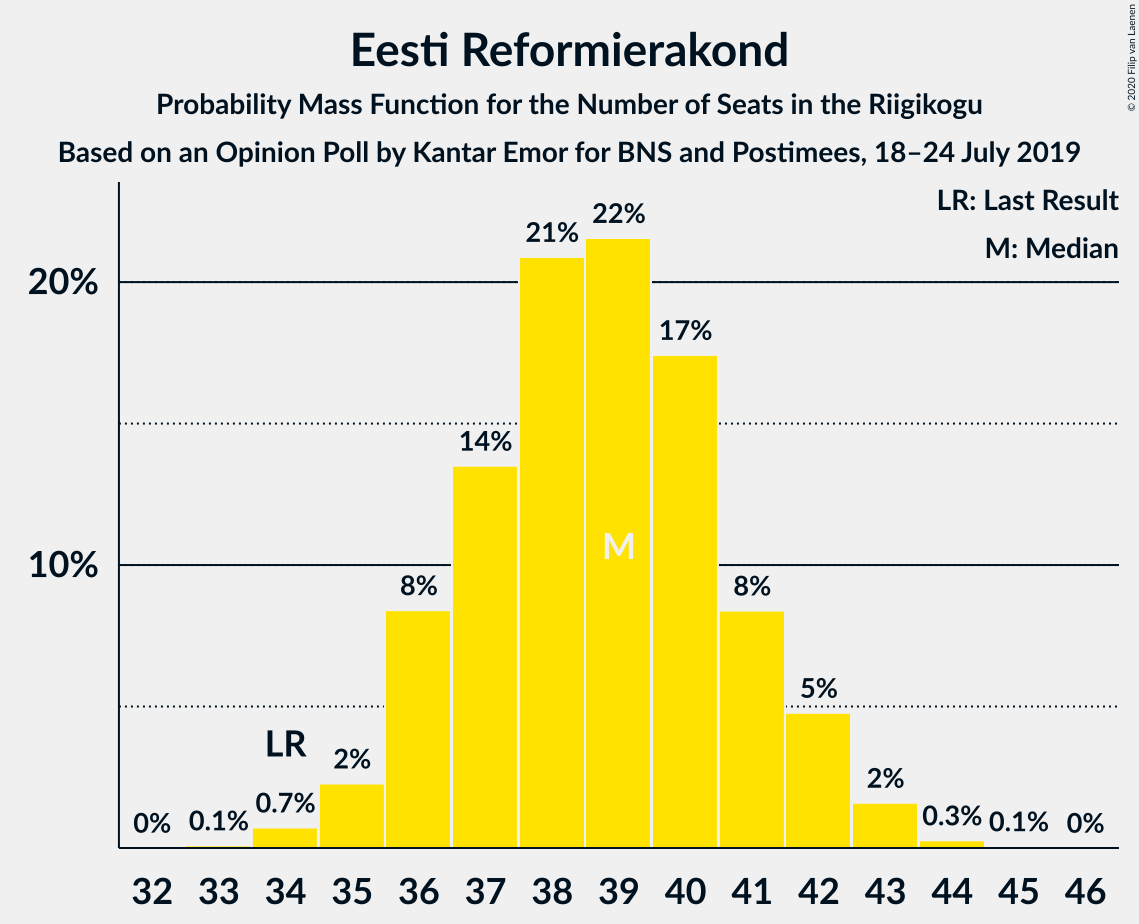 Eesti Reformierakond
Probability Mass Function for the Number of Seats in the Riigikogu
Based on an Opinion Poll by Kantar Emor for BNS and Postimees, 18–24 July 2019
© 2020 Filip van Laenen
LR: Last Result
M: Median
20%
10%
0%
0.1%
0.7%
LR
2%
8%
14%
21%
22%
M
17%
8%
5%
2%
0.3%
0.1%
0%
32 33 34 35 36 37 38 39 40 41 42 43 44 45 46